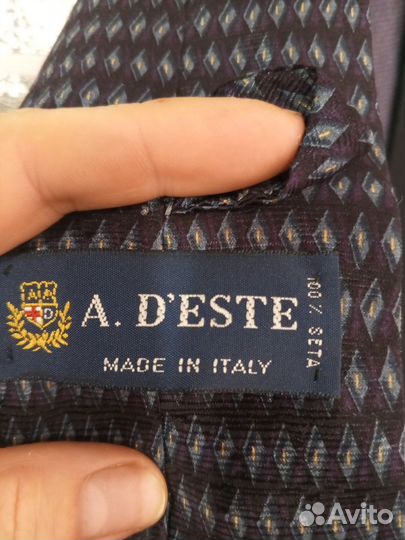 A. D'ESTE
MADE IN ITALY
100% SETA
Avito